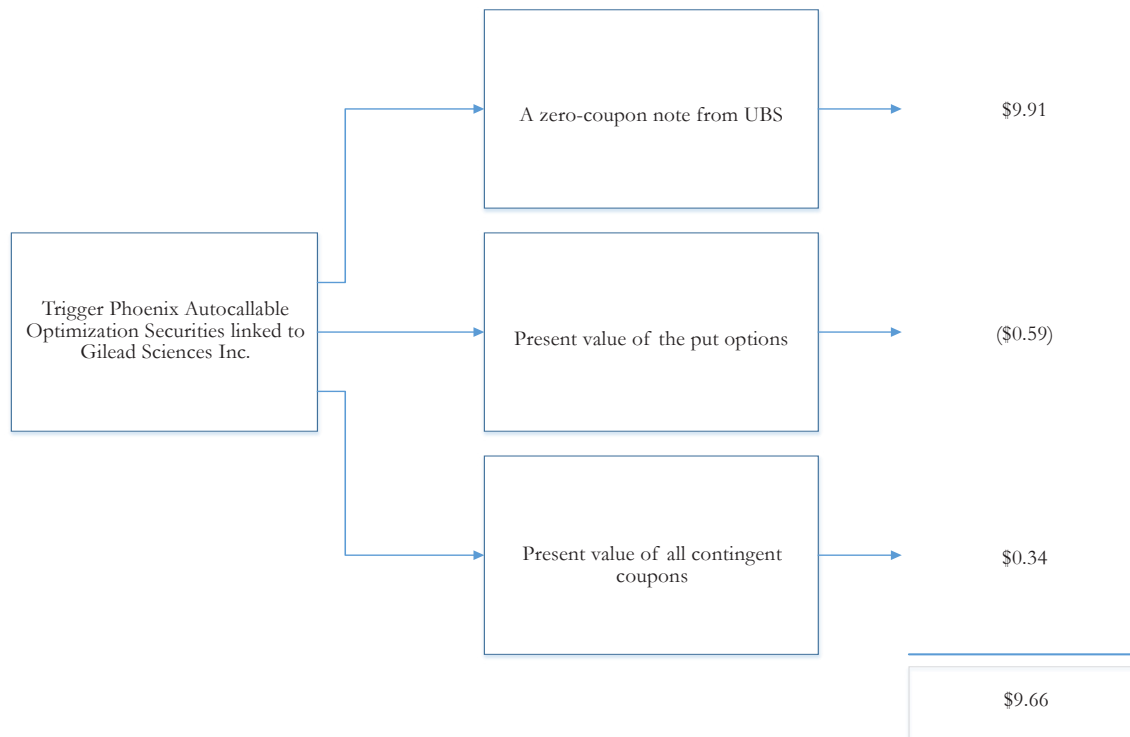 A zero-coupon note from UBS
$9.91
Trigger Phoenix Autocallable
Optimization Securities linked to
Gilead Sciences Inc.
Present value of the put options
($0.59)
Present value of all contingent
coupons
$0.34
$9.66